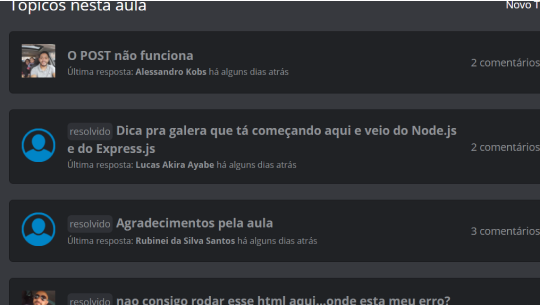 Tópicos nesta aula
Novo T
O POST não funciona
Última resposta: Alessandro Kobs há alguns dias atrás
2 comentários
resolvido Dica pra galera que tá começando aqui e veio do Node.js
e do Express.js
Última resposta: Lucas Akira Ayabe há alguns dias atrás
2 comentários
resolvido Agradecimentos pela aula
Última resposta: Rubinei da Silva Santos há alguns dias atrás
3 comentários
resolvido nao consigo rodar esse html aqui...onde esta meu erro?